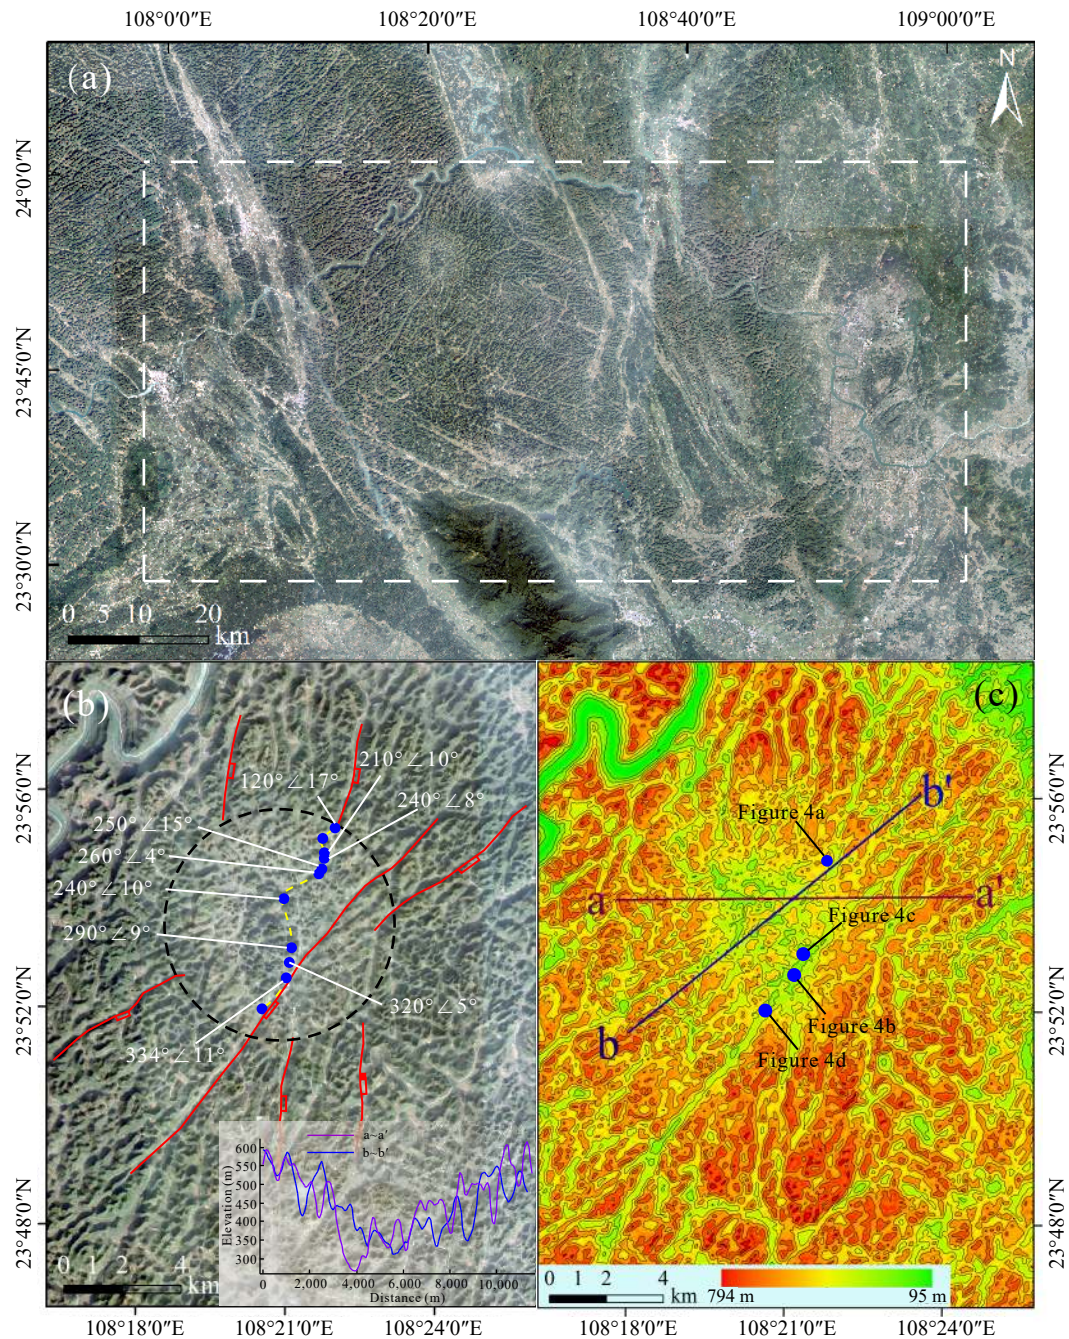 108°0′0″E 108°20′0″E 108°40′0″E 109°00′0″E
(a)
N
24°0′0″N
23°45′0″N
23°30′0″N
0 5 10 20
km
(b)
210°∠10°
120°∠17°
240°∠8°
250°∠15°
260°∠4°
240°∠10°
290°∠9°
320°∠5°
334°∠11°
23°56′0″N
23°52′0″N
23°48′0″N
a~a'
b~b'
600
550
500
450
400
350
300
Elevation (m)
0 2,000 4,000 6,000 8,000 10,000
Distance (m)
0 1 2 4
km
108°18′0″E 108°21′0″E 108°24′0″E
(c)
b'
Figure 4a
a
a'
Figure 4c
b
Figure 4b
Figure 4d
23°56′0″N
23°52′0″N
23°48′0″N
0 1 2 4
km
794 m 95 m
108°18′0″E 108°21′0″E 108°24′0″E